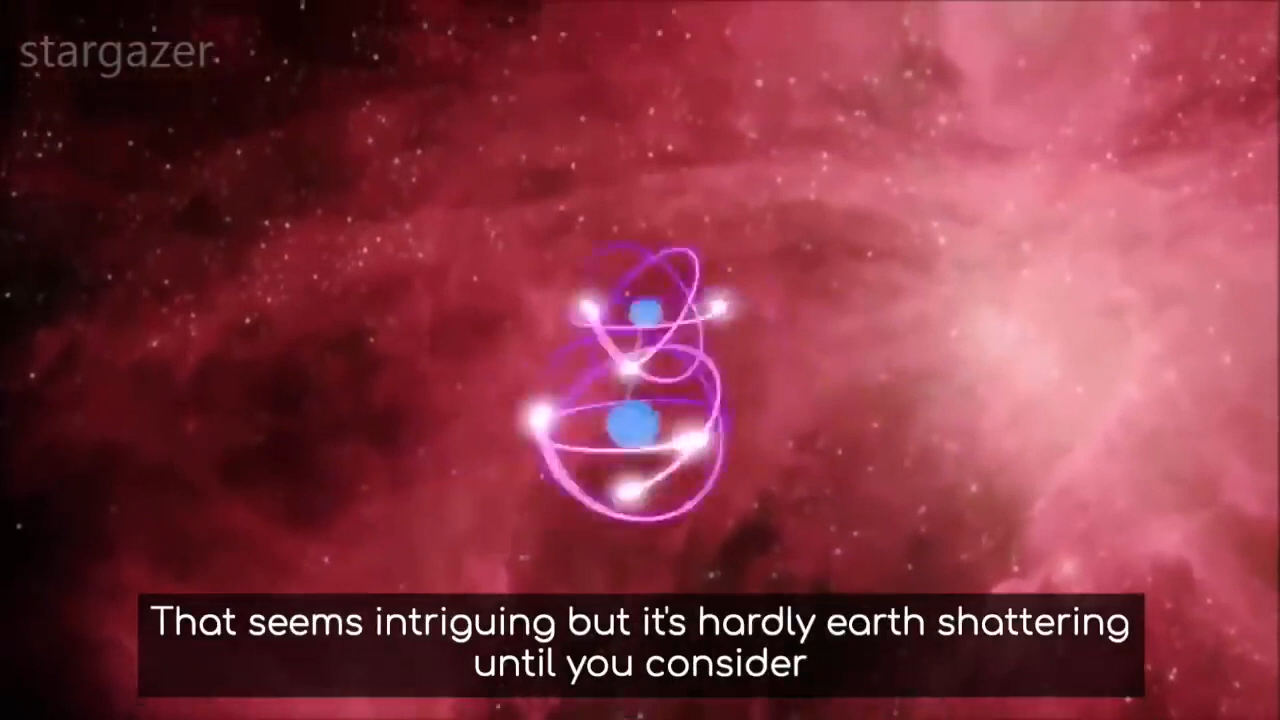 stargazer
That seems intriguing but it's hardly earth shattering
until you consider